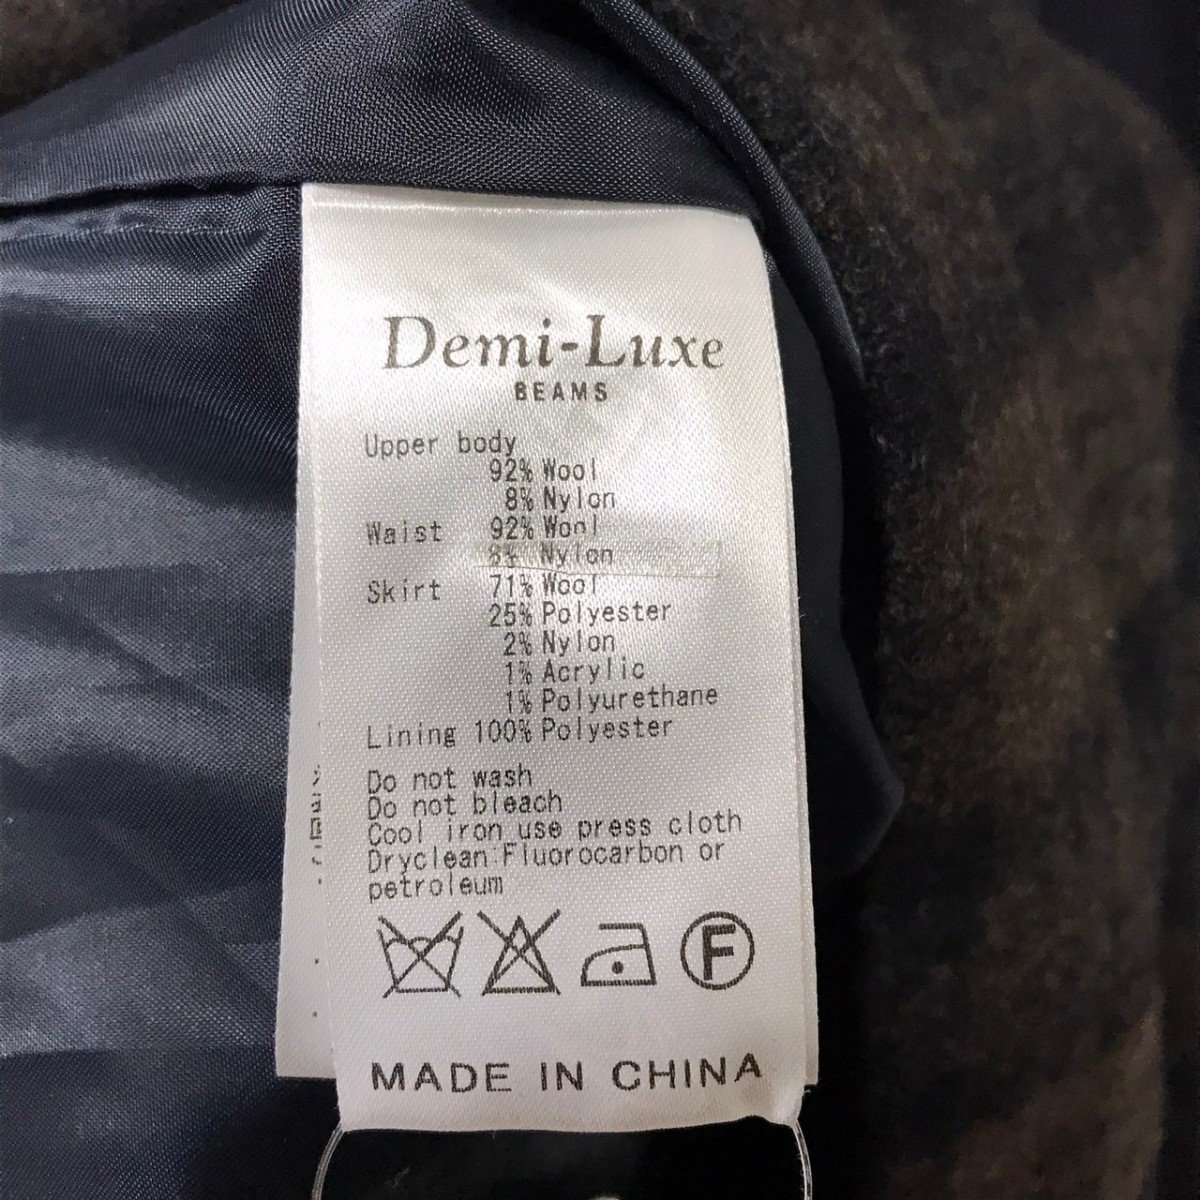 Demi-Luxe
BEAMS
Upper body
92% Wool
8% Nylon
Waist 92% Wool
8% Nylon
Skirt 71% Wool
25% Polyester
2% Nylon
1% Acrylic
1% Polyurethane
Lining 100% Polyester
Do not wash
Do not bleach
Cool iron use press cloth
Dryclean:Fluorocarbon or
petroleum
F
MADE IN CHINA